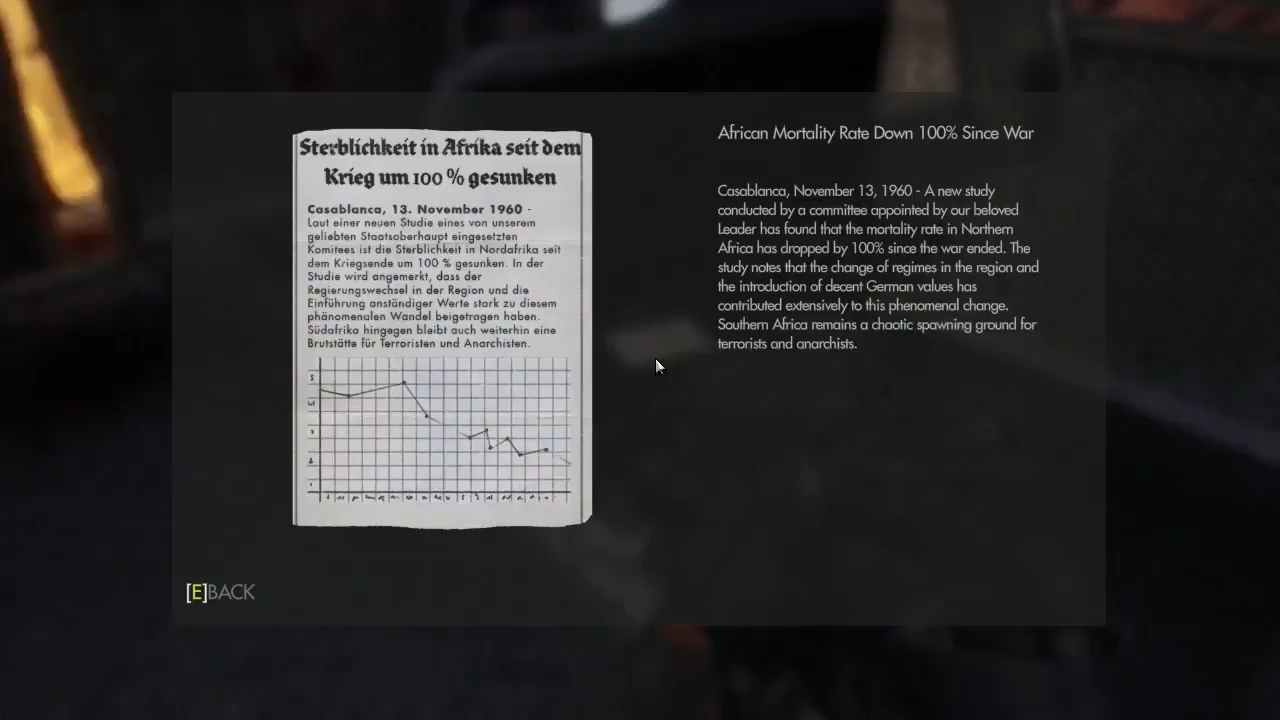 Sterblichkeit in Afrika seit dem
Krieg um 100 % gesunken
Casablanca, 13. November 1960 -
Laut einer neuen Studie eines von unserem
geliebten Staatsoberhaupt eingesetzten
Komitees ist die Sterblichkeit in Nordafrika seit
dem Kriegsende um 100 % gesunken. In der
Studie wird angemerkt, dass der
Regierungswechsel in der Region und die
Einführung anständiger Werte stark zu diesem
phänomenalen Wandel beigetragen haben.
Südafrika hingegen bleibt auch weiterhin eine
Brutstätte für Terroristen und Anarchisten.
African Mortality Rate Down 100% Since War
Casablanca, November 13, 1960 - A new study
conducted by a committee appointed by our beloved
Leader has found that the mortality rate in Northern
Africa has dropped by 100% since the war ended. The
study notes that the change of regimes in the region and
the introduction of decent German values has
contributed extensively to this phenomenal change.
Southern Africa remains a chaotic spawning ground for
terrorists and anarchists.
[E]BACK